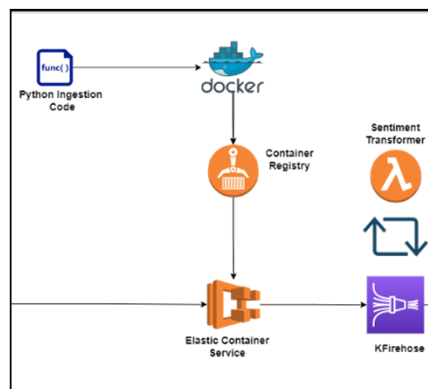 func( )
Python Ingestion
Code
docker
Container
Registry
Sentiment
Transformer
λ
Elastic Container
Service
KFirehose